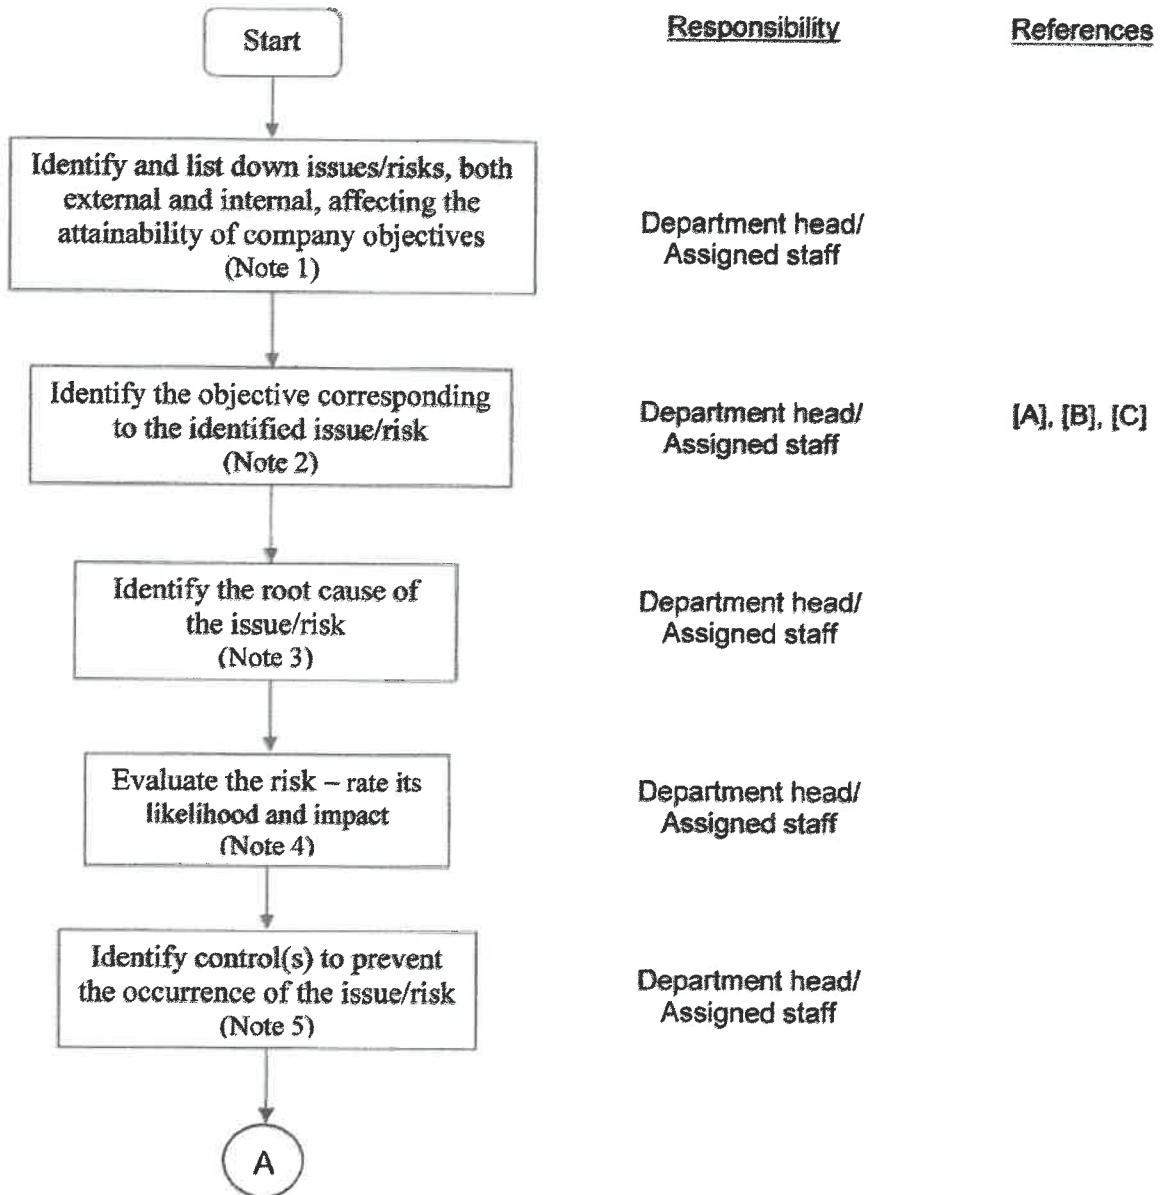 Start
Responsibility
References
Identify and list down issues/risks, both
external and internal, affecting the
attainability of company objectives
(Note 1)
Department head/
Assigned staff
Identify the objective corresponding
to the identified issue/risk
(Note 2)
Department head/
Assigned staff
[A], [B], [C]
Identify the root cause of
the issue/risk
(Note 3)
Department head/
Assigned staff
Evaluate the risk – rate its
likelihood and impact
(Note 4)
Department head/
Assigned staff
Identify control(s) to prevent
the occurrence of the issue/risk
(Note 5)
Department head/
Assigned staff
A